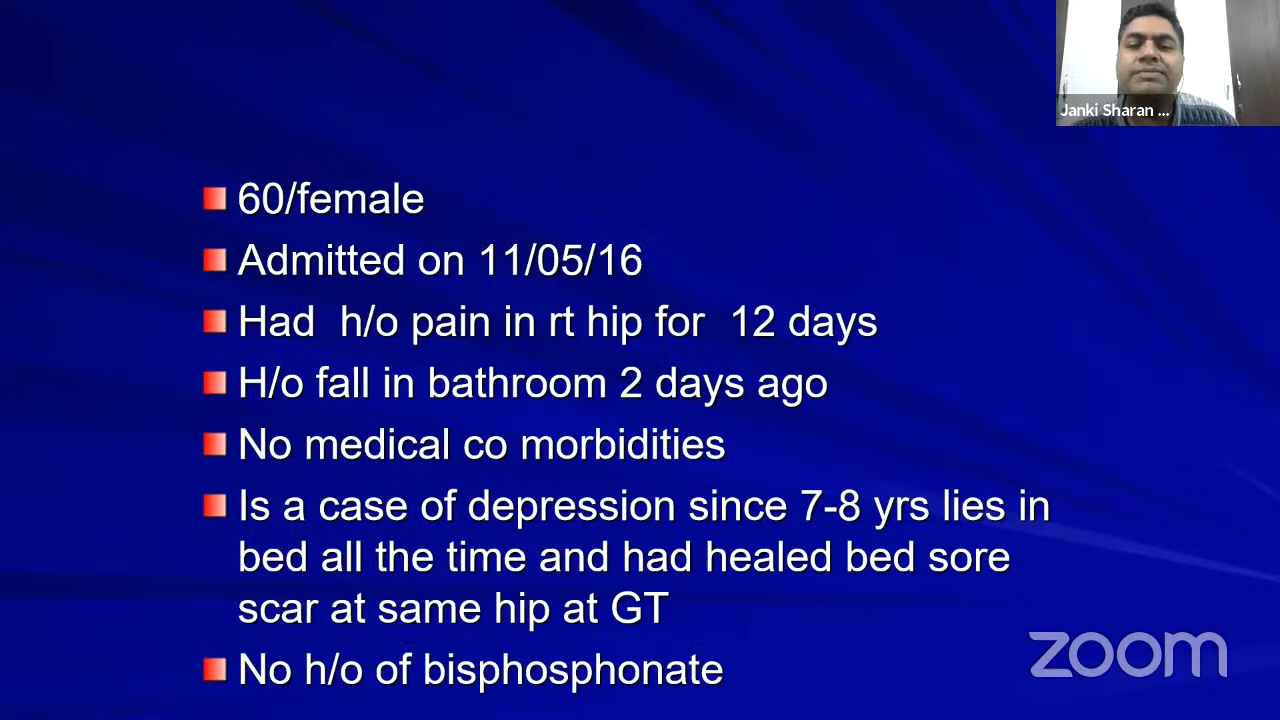 Janki Sharan ...
60/female
Admitted on 11/05/16
Had h/o pain in rt hip for 12 days
H/o fall in bathroom 2 days ago
No medical co morbidities
Is a case of depression since 7-8 yrs lies in
bed all the time and had healed bed sore
scar at same hip at GT
No h/o of bisphosphonate
zoom